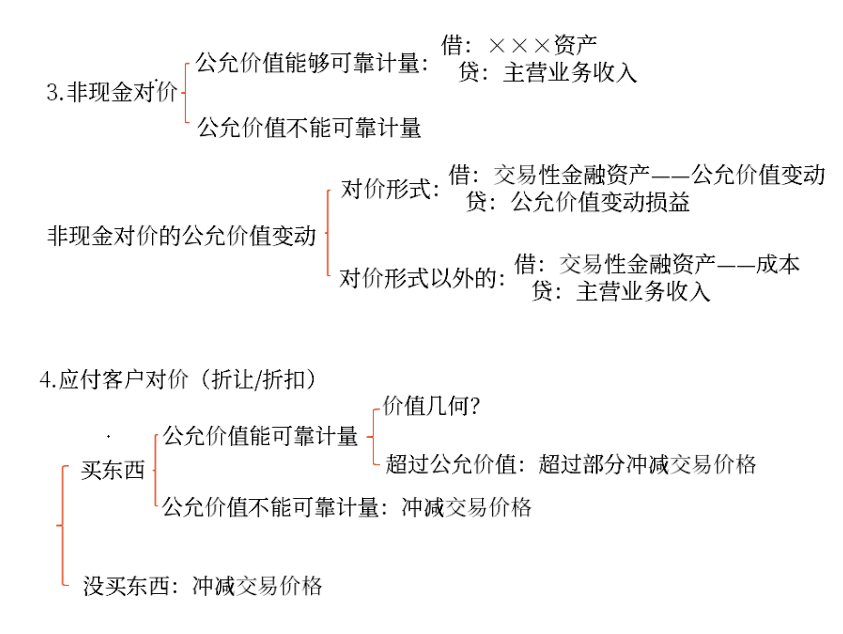 3.非现金对价
公允价值能够可靠计量：
借：×××资产
贷：主营业务收入
公允价值不能可靠计量
非现金对价的公允价值变动
对价形式：
借：交易性金融资产——公允价值变动
贷：公允价值变动损益
对价形式以外的：
借：交易性金融资产——成本
贷：主营业务收入
4.应付客户对价（折让/折扣）
买东西
公允价值能可靠计量
价值几何？
超过公允价值：超过部分冲减交易价格
公允价值不能可靠计量：冲减交易价格
没买东西：冲减交易价格